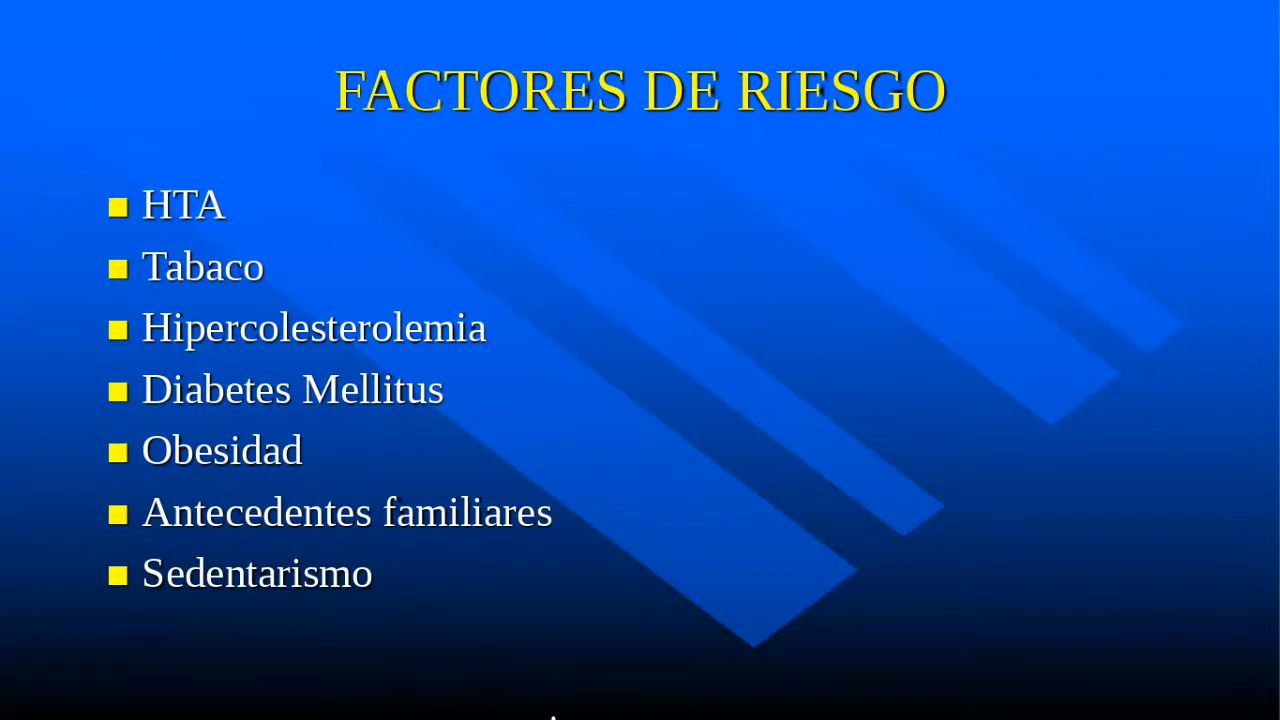 FACTORES DE RIESGO
HTA
Tabaco
Hipercolesterolemia
Diabetes Mellitus
Obesidad
Antecedentes familiares
Sedentarismo